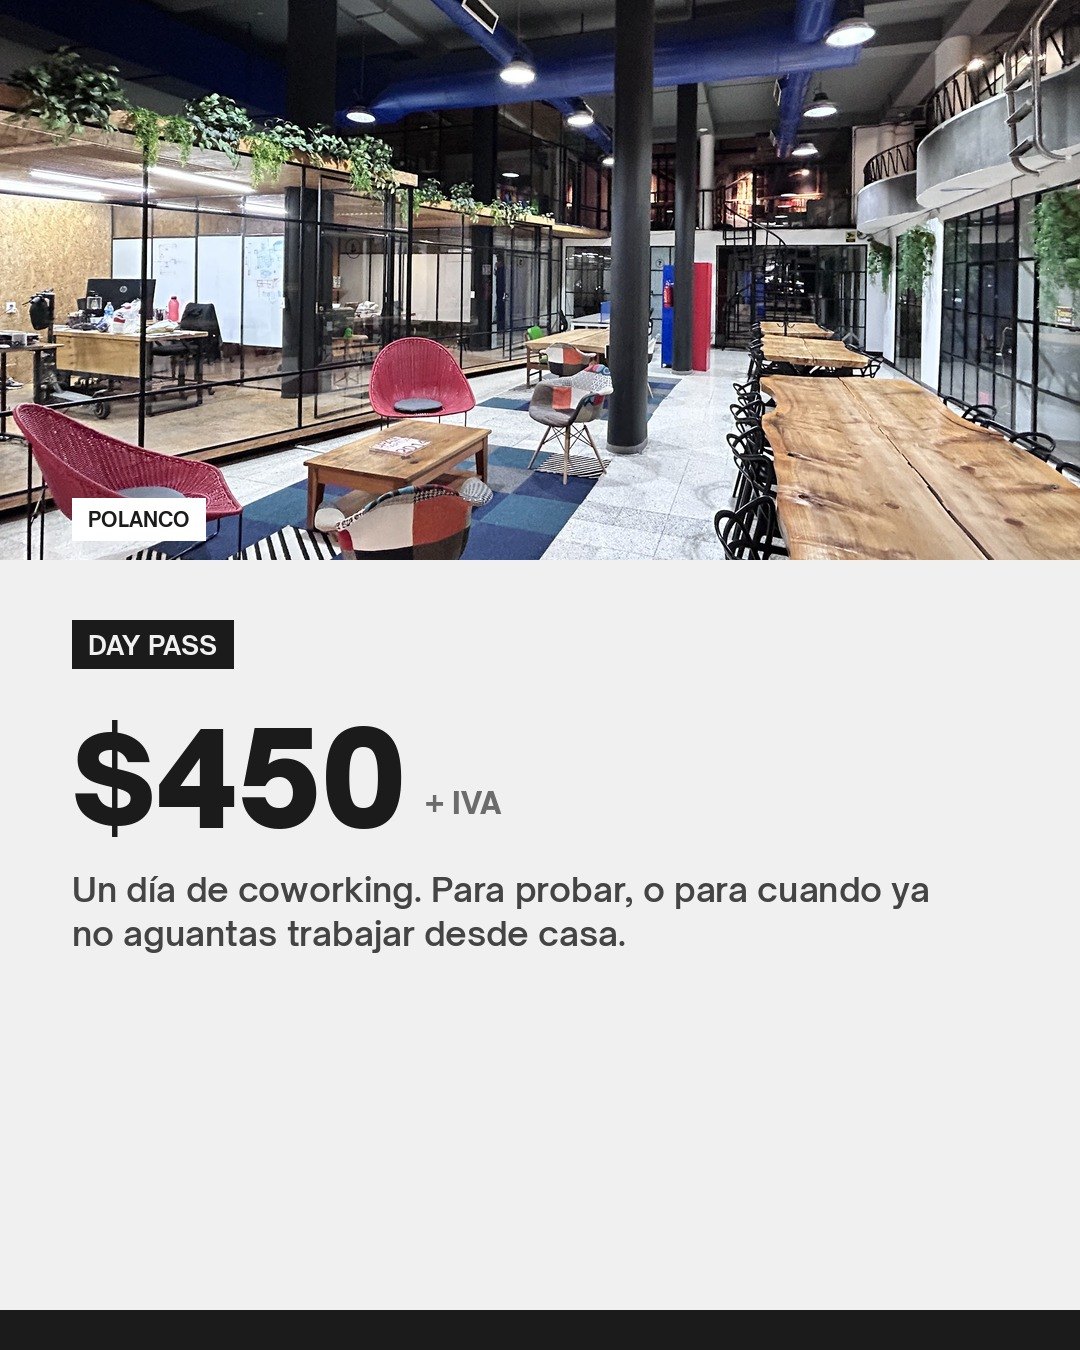 POLANCO
DAY PASS
$450 + IVA
Un día de coworking. Para probar, o para cuando ya
no aguantas trabajar desde casa.